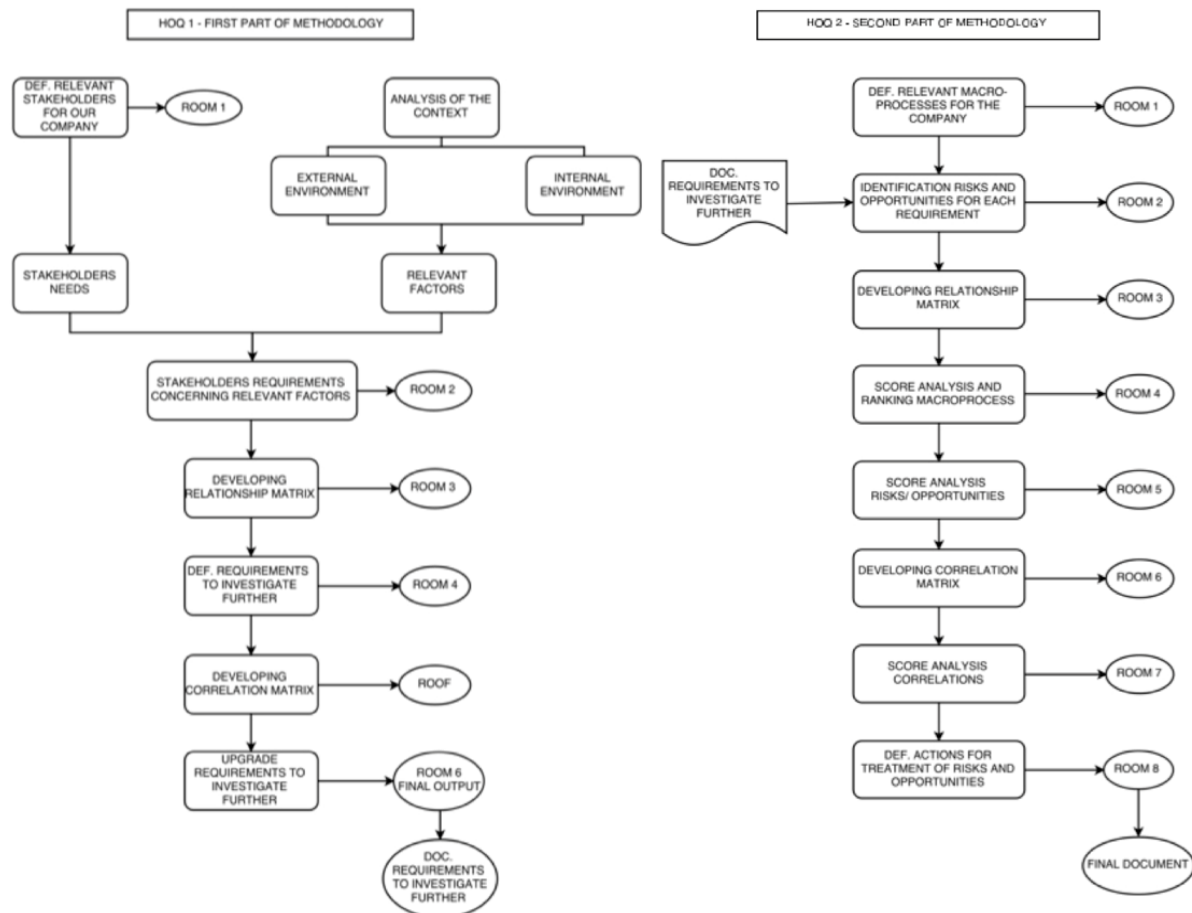 HOQ 1 - FIRST PART OF METHODOLOGY
DEF. RELEVANT
STAKEHOLDERS
FOR OUR
COMPANY
ROOM 1
ANALYSIS OF THE
CONTEXT
EXTERNAL
ENVIRONMENT
INTERNAL
ENVIRONMENT
STAKEHOLDERS
NEEDS
RELEVANT
FACTORS
STAKEHOLDERS REQUIREMENTS
CONCERNING RELEVANT FACTORS
ROOM 2
DEVELOPING
RELATIONSHIP MATRIX
ROOM 3
DEF. REQUIREMENTS
TO INVESTIGATE
FURTHER
ROOM 4
DEVELOPING
CORRELATION MATRIX
ROOF
UPGRADE
REQUIREMENTS TO
INVESTIGATE
FURTHER
ROOM 6
FINAL OUTPUT
DOC.
REQUIREMENTS
TO INVESTIGATE
FURTHER
HOQ 2 - SECOND PART OF METHODOLOGY
DEF. RELEVANT MACRO-
PROCESSES FOR THE
COMPANY
ROOM 1
DOC.
REQUIREMENTS TO
INVESTIGATE
FURTHER
IDENTIFICATION RISKS AND
OPPORTUNITIES FOR EACH
REQUIREMENT
ROOM 2
DEVELOPING RELATIONSHIP
MATRIX
ROOM 3
SCORE ANALYSIS AND
RANKING MACROPROCESS
ROOM 4
SCORE ANALYSIS
RISKS/ OPPORTUNITIES
ROOM 5
DEVELOPING CORRELATION
MATRIX
ROOM 6
SCORE ANALYSIS
CORRELATIONS
ROOM 7
DEF. ACTIONS FOR
TREATMENT OF RISKS AND
OPPORTUNITIES
ROOM 8
FINAL DOCUMENT